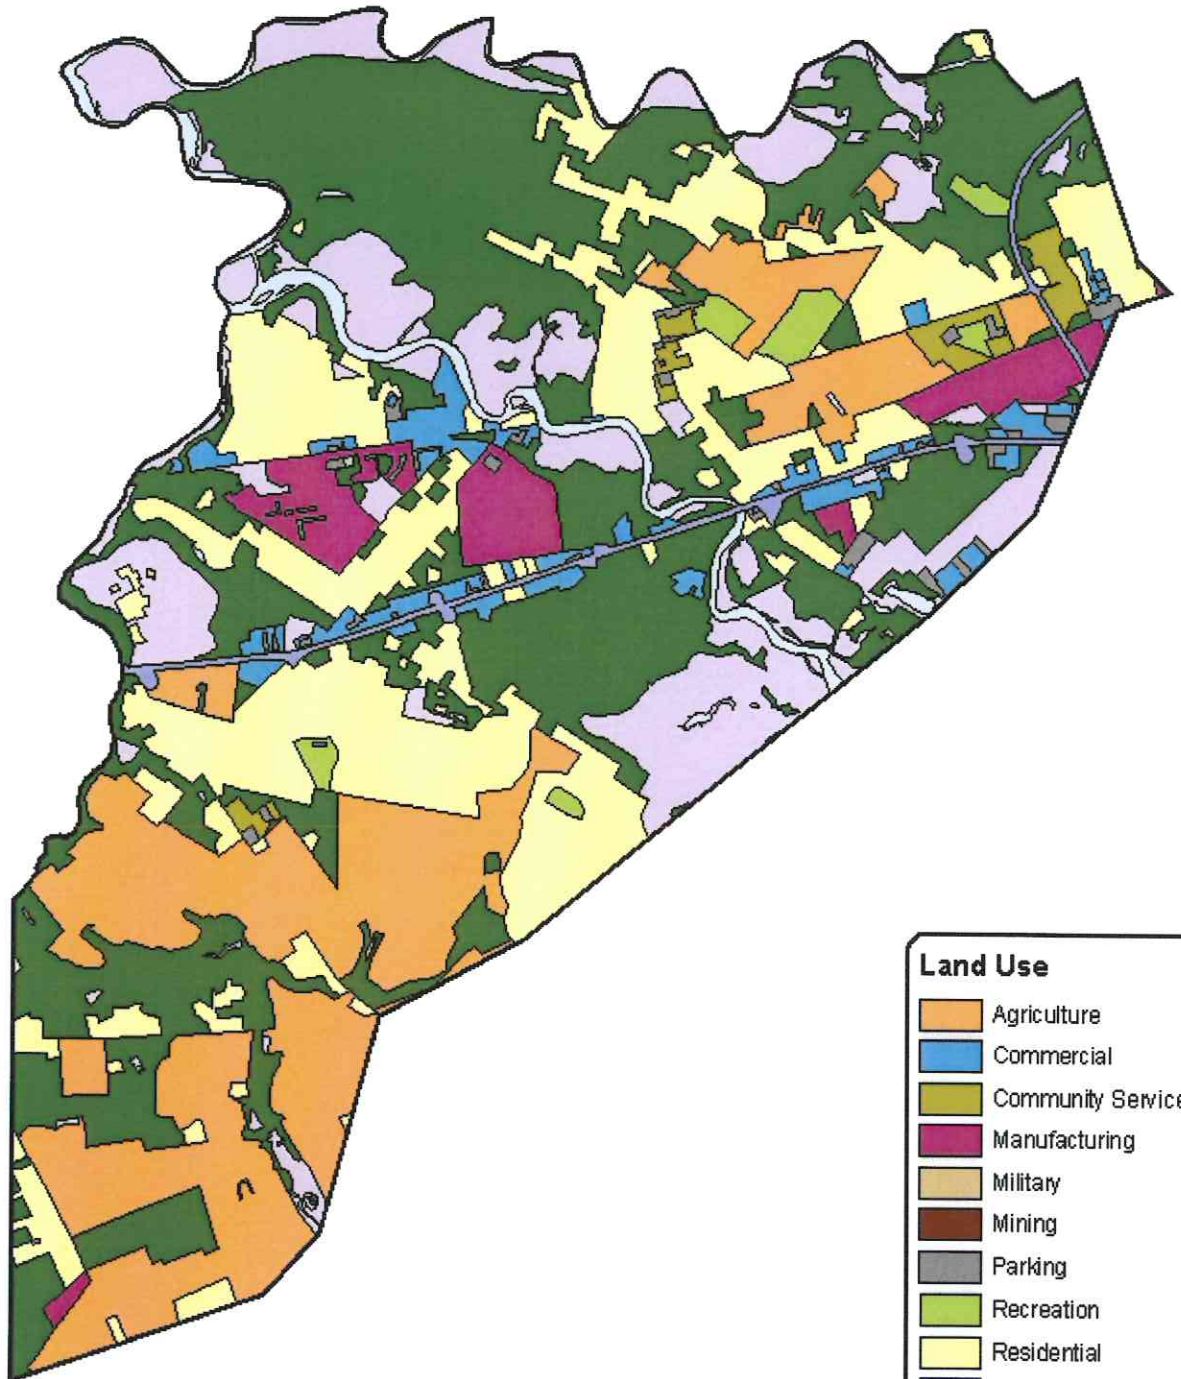 Land Use
Agriculture
Commercial
Community Service
Manufacturing
Military
Mining
Parking
Recreation
Residential